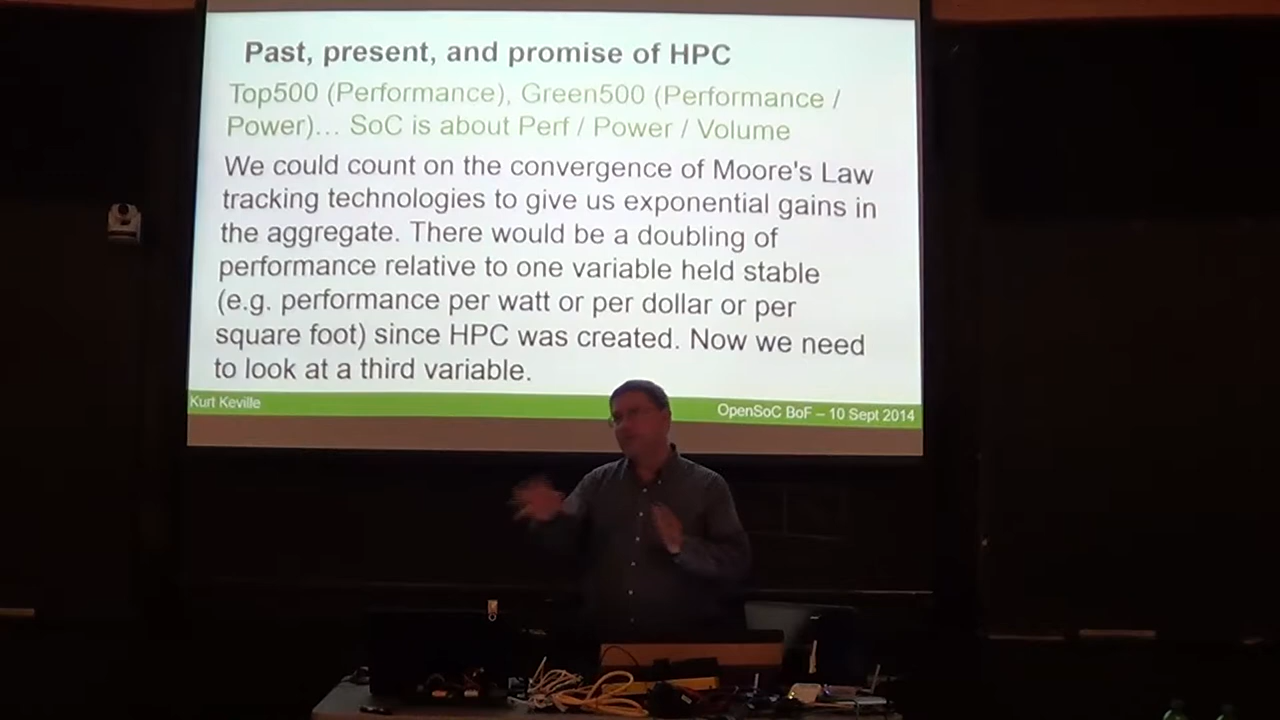 Past, present, and promise of HPC
Top500 (Performance), Green500 (Performance /
Power)... SoC is about Perf / Power / Volume
We could count on the convergence of Moore's Law
tracking technologies to give us exponential gains in
the aggregate. There would be a doubling of
performance relative to one variable held stable
(e.g. performance per watt or per dollar or per
square foot) since HPC was created. Now we need
to look at a third variable.
Kurt Keville
OpenSoC BoF – 10 Sept 2014